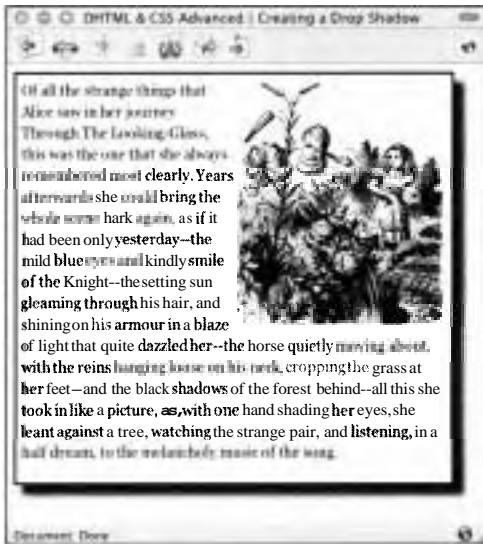 DHTML & CSS Advanced | Creating a Drop Shadow
Of all the strange things that
Alice saw in her journey
Through The Looking-Glass,
this was the one that she always
remembered most clearly. Years
afterwards she could bring the
whole scene hark again, as if it
had been only yesterday--the
mild blue eyes and kindly smile
of the Knight--the setting sun
gleaming through his hair, and
shining on his armour in a blaze
of light that quite dazzled her--the horse quietly moving about,
with the reins hanging loose on his neck, cropping the grass at
her feet--and the black shadows of the forest behind--all this she
took in like a picture, as, with one hand shading her eyes, she
leant against a tree, watching the strange pair, and listening, in a
half dream, to the melancholy music of the song.
Document: Done